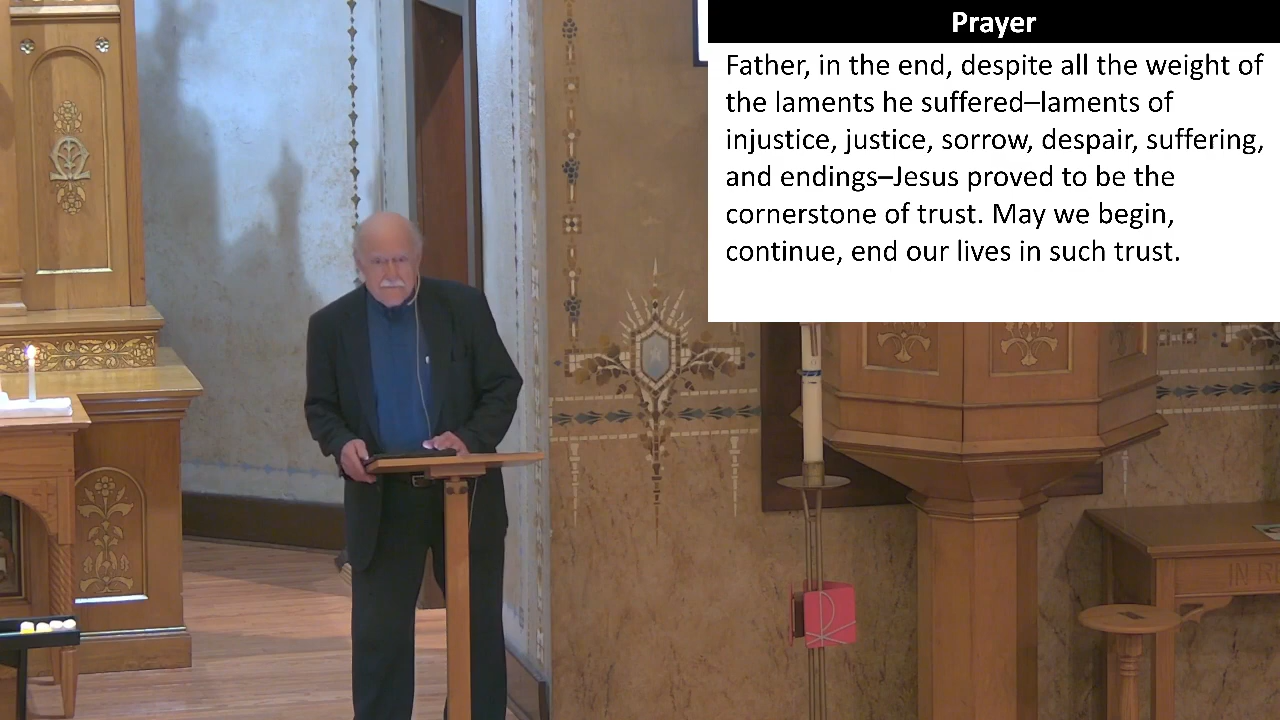 Prayer
Father, in the end, despite all the weight of
the laments he suffered–laments of
injustice, justice, sorrow, despair, suffering,
and endings–Jesus proved to be the
cornerstone of trust. May we begin,
continue, end our lives in such trust.
IN RE